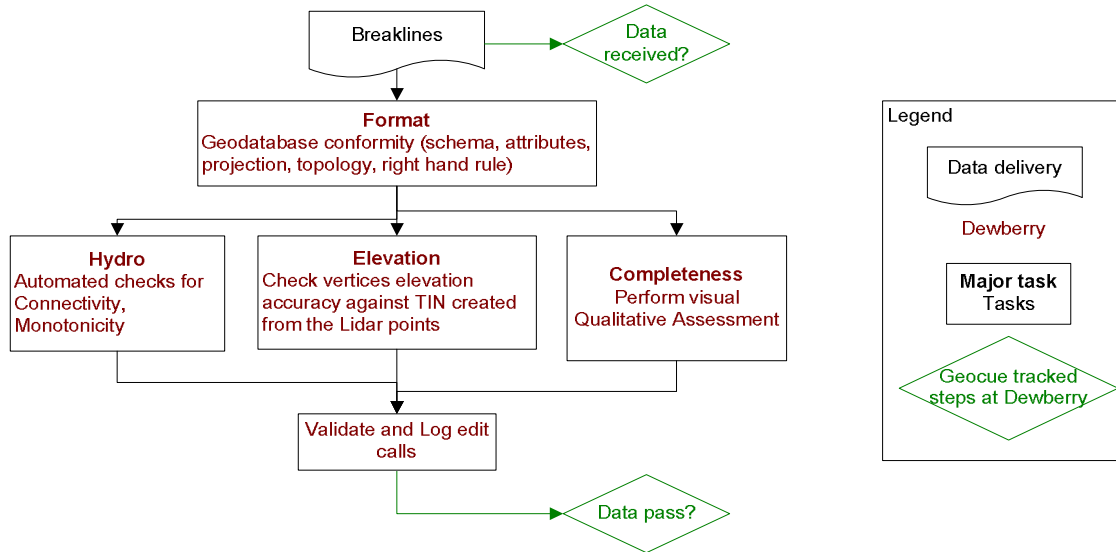 Breaklines
Data
received?
Format
Geodatabase conformity (schema, attributes,
projection, topology, right hand rule)
Hydro
Automated checks for
Connectivity,
Monotonicity
Elevation
Check vertices elevation
accuracy against TIN created
from the Lidar points
Completeness
Perform visual
Qualitative Assessment
Validate and Log edit
calls
Data pass?
Legend
Data delivery
Dewberry
Major task
Tasks
Geocue tracked
steps at Dewberry